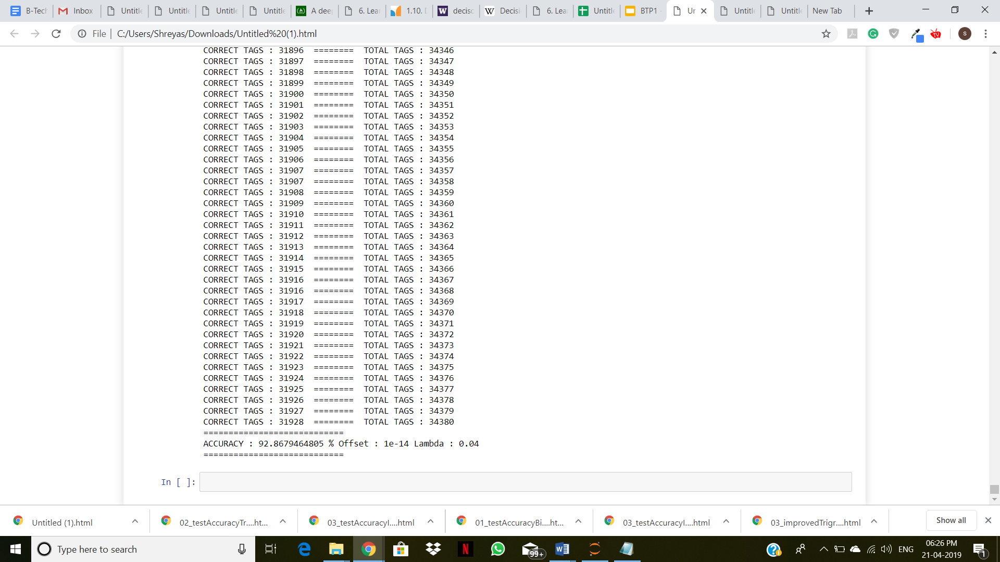 B-Tech
Inbox
Untitle
Untitle
Untitle
Untitle
A deep
6. Lear
1.10. D
decisc
Decisi
6. Lea
Untitle
BTP1 -
Ur
Untitle
Untitle
New Tab
File | C:/Users/Shreyas/Downloads/Untitled%20(1).html
CORRECT TAGS : 31896 ======== TOTAL TAGS : 34346
CORRECT TAGS : 31897 ======== TOTAL TAGS : 34347
CORRECT TAGS : 31898 ======== TOTAL TAGS : 34348
CORRECT TAGS : 31899 ======== TOTAL TAGS : 34349
CORRECT TAGS : 31900 ======== TOTAL TAGS : 34350
CORRECT TAGS : 31901 ======== TOTAL TAGS : 34351
CORRECT TAGS : 31902 ======== TOTAL TAGS : 34352
CORRECT TAGS : 31903 ======== TOTAL TAGS : 34353
CORRECT TAGS : 31904 ======== TOTAL TAGS : 34354
CORRECT TAGS : 31905 ======== TOTAL TAGS : 34355
CORRECT TAGS : 31906 ======== TOTAL TAGS : 34356
CORRECT TAGS : 31907 ======== TOTAL TAGS : 34357
CORRECT TAGS : 31907 ======== TOTAL TAGS : 34358
CORRECT TAGS : 31908 ======== TOTAL TAGS : 34359
CORRECT TAGS : 31909 ======== TOTAL TAGS : 34360
CORRECT TAGS : 31910 ======== TOTAL TAGS : 34361
CORRECT TAGS : 31911 ======== TOTAL TAGS : 34362
CORRECT TAGS : 31912 ======== TOTAL TAGS : 34363
CORRECT TAGS : 31913 ======== TOTAL TAGS : 34364
CORRECT TAGS : 31914 ======== TOTAL TAGS : 34365
CORRECT TAGS : 31915 ======== TOTAL TAGS : 34366
CORRECT TAGS : 31916 ======== TOTAL TAGS : 34367
CORRECT TAGS : 31916 ======== TOTAL TAGS : 34368
CORRECT TAGS : 31917 ======== TOTAL TAGS : 34369
CORRECT TAGS : 31918 ======== TOTAL TAGS : 34370
CORRECT TAGS : 31919 ======== TOTAL TAGS : 34371
CORRECT TAGS : 31920 ======== TOTAL TAGS : 34372
CORRECT TAGS : 31921 ======== TOTAL TAGS : 34373
CORRECT TAGS : 31922 ======== TOTAL TAGS : 34374
CORRECT TAGS : 31923 ======== TOTAL TAGS : 34375
CORRECT TAGS : 31924 ======== TOTAL TAGS : 34376
CORRECT TAGS : 31925 ======== TOTAL TAGS : 34377
CORRECT TAGS : 31926 ======== TOTAL TAGS : 34378
CORRECT TAGS : 31927 ======== TOTAL TAGS : 34379
CORRECT TAGS : 31928 ======== TOTAL TAGS : 34380
============================
ACCURACY : 92.8679464805 % Offset : 1e-14 Lambda : 0.04
============================
In [ ]:
Untitled (1).html
02_testAccuracyTr....ht...
03_testAccuracyI....html
01_testAccuracyBi....ht...
03_testAccuracyI....html
03_improvedTrigr....html
Show all
Type here to search
99+
ENG
06:26 PM
21-04-2019
1